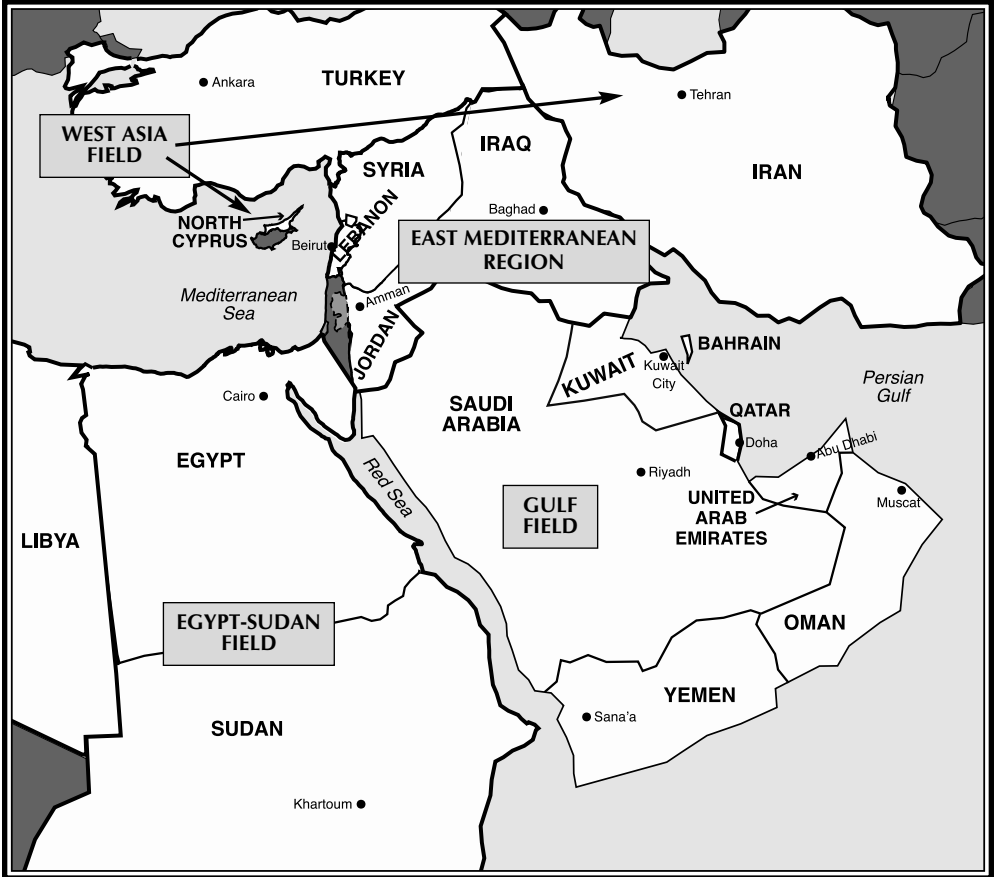 Ankara
TURKEY
Tehran
WEST ASIA
FIELD
IRAQ
SYRIA
IRAN
NORTH
CYPRUS
Baghad
LEBANON
Beirut
EAST MEDITERRANEAN
REGION
Mediterranean
Sea
Amman
JORDAN
BAHRAIN
KUWAIT
Kuwait
City
Persian
Gulf
Cairo
SAUDI
ARABIA
QATAR
Doha
Abu Dhabi
EGYPT
Red Sea
Riyadh
UNITED
ARAB
EMIRATES
Muscat
GULF
FIELD
LIBYA
EGYPT-SUDAN
FIELD
OMAN
YEMEN
Sana'a
SUDAN
Khartoum